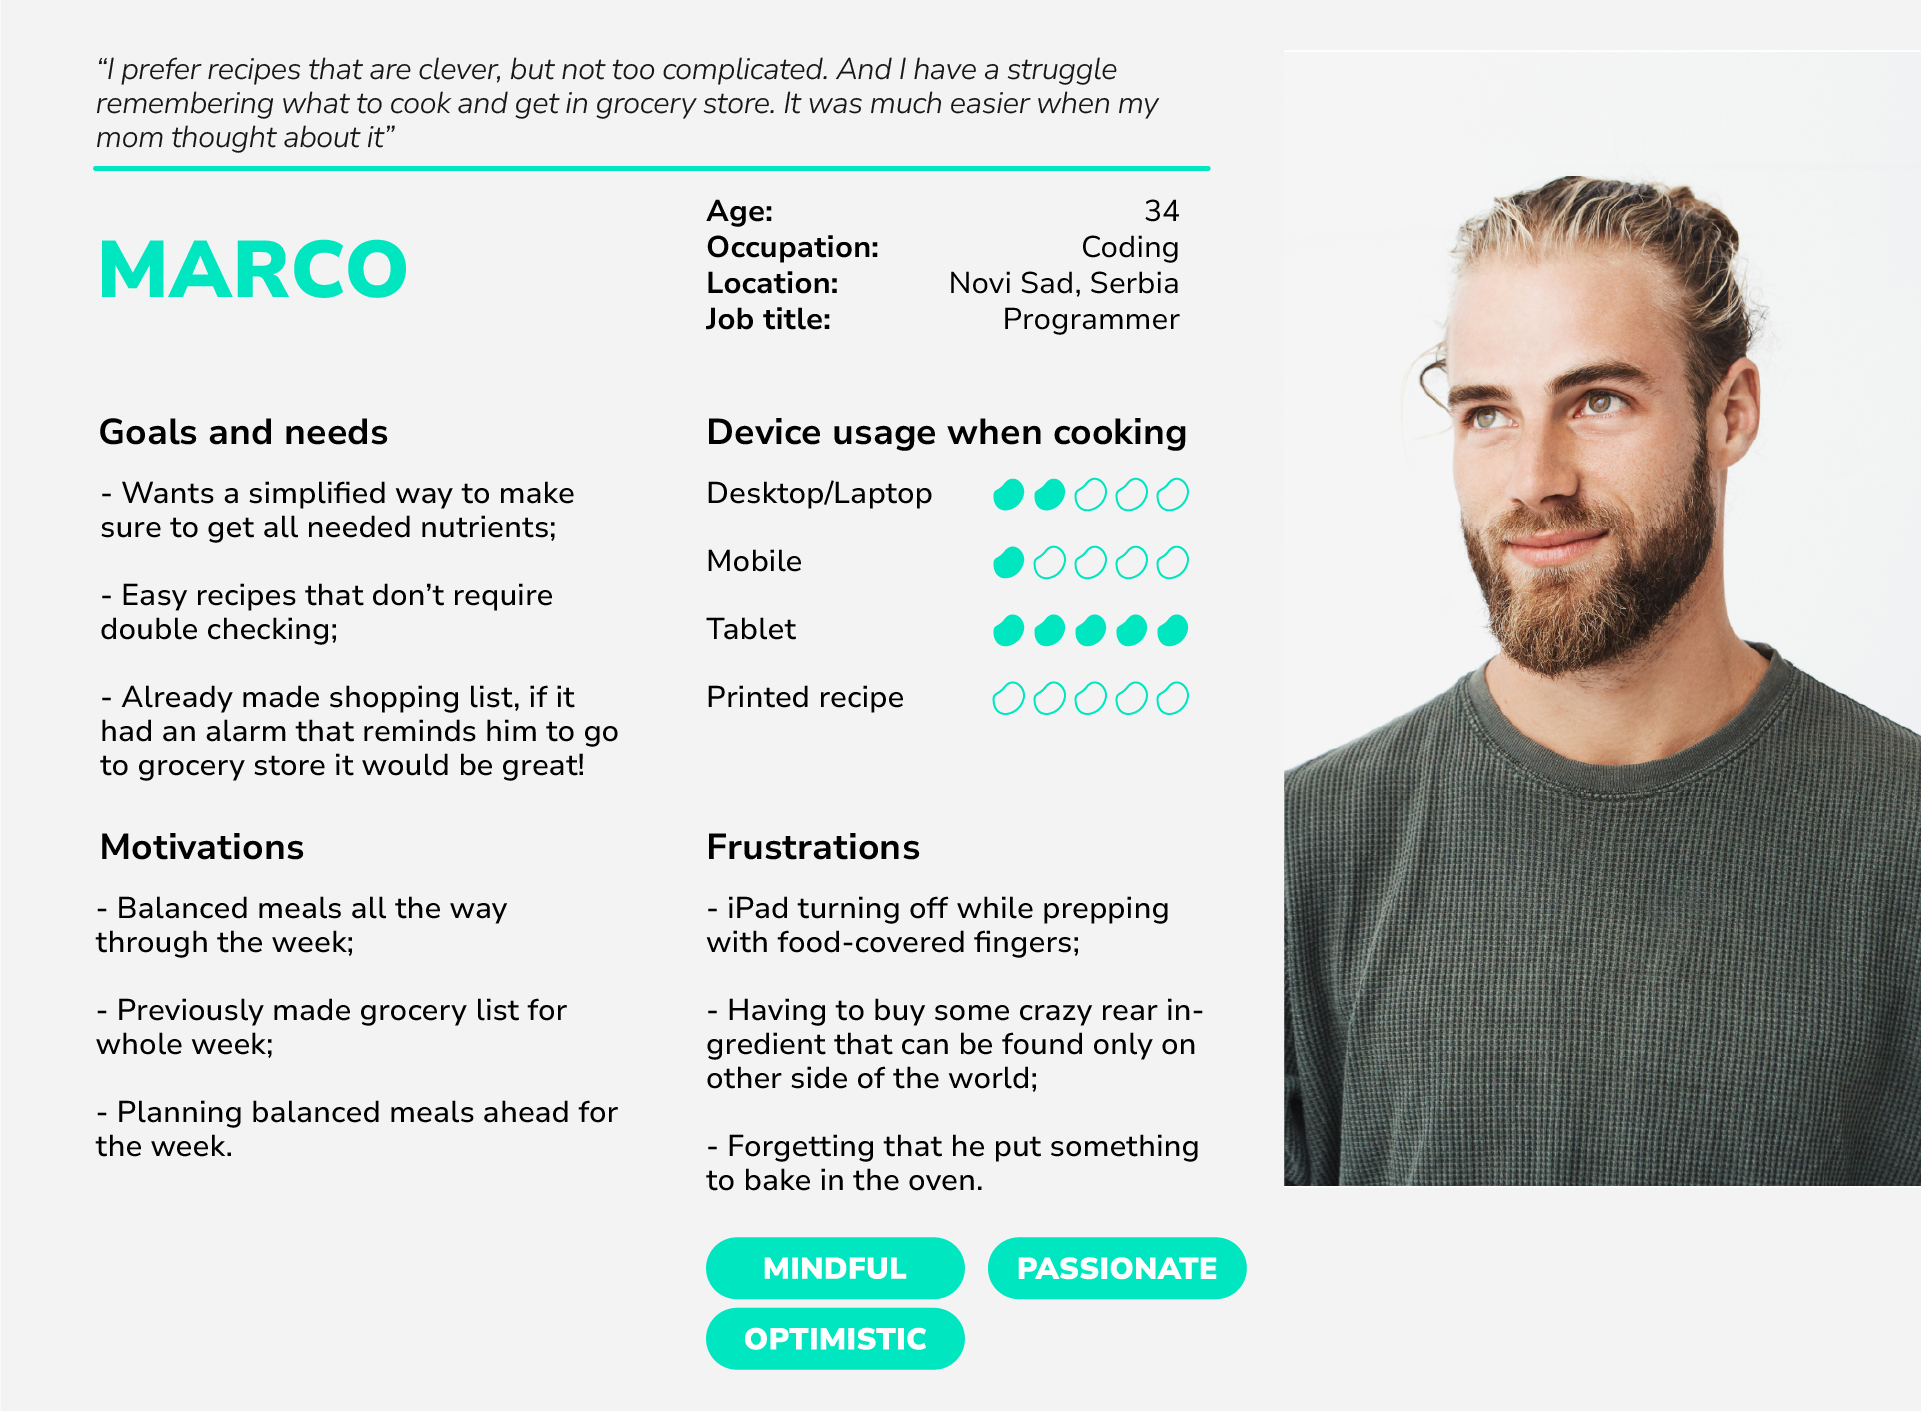 “I prefer recipes that are clever, but not too complicated. And I have a struggle
remembering what to cook and get in grocery store. It was much easier when my
mom thought about it”
MARCO
Age: 34
Occupation: Coding
Location: Novi Sad, Serbia
Job title: Programmer
Goals and needs
- Wants a simplified way to make
sure to get all needed nutrients;
- Easy recipes that don’t require
double checking;
- Already made shopping list, if it
had an alarm that reminds him to go
to grocery store it would be great!
Device usage when cooking
Desktop/Laptop
Mobile
Tablet
Printed recipe
Motivations
- Balanced meals all the way
through the week;
- Previously made grocery list for
whole week;
- Planning balanced meals ahead for
the week.
Frustrations
- iPad turning off while prepping
with food-covered fingers;
- Having to buy some crazy rear in-
gredient that can be found only on
other side of the world;
- Forgetting that he put something
to bake in the oven.
MINDFUL PASSIONATE
OPTIMISTIC